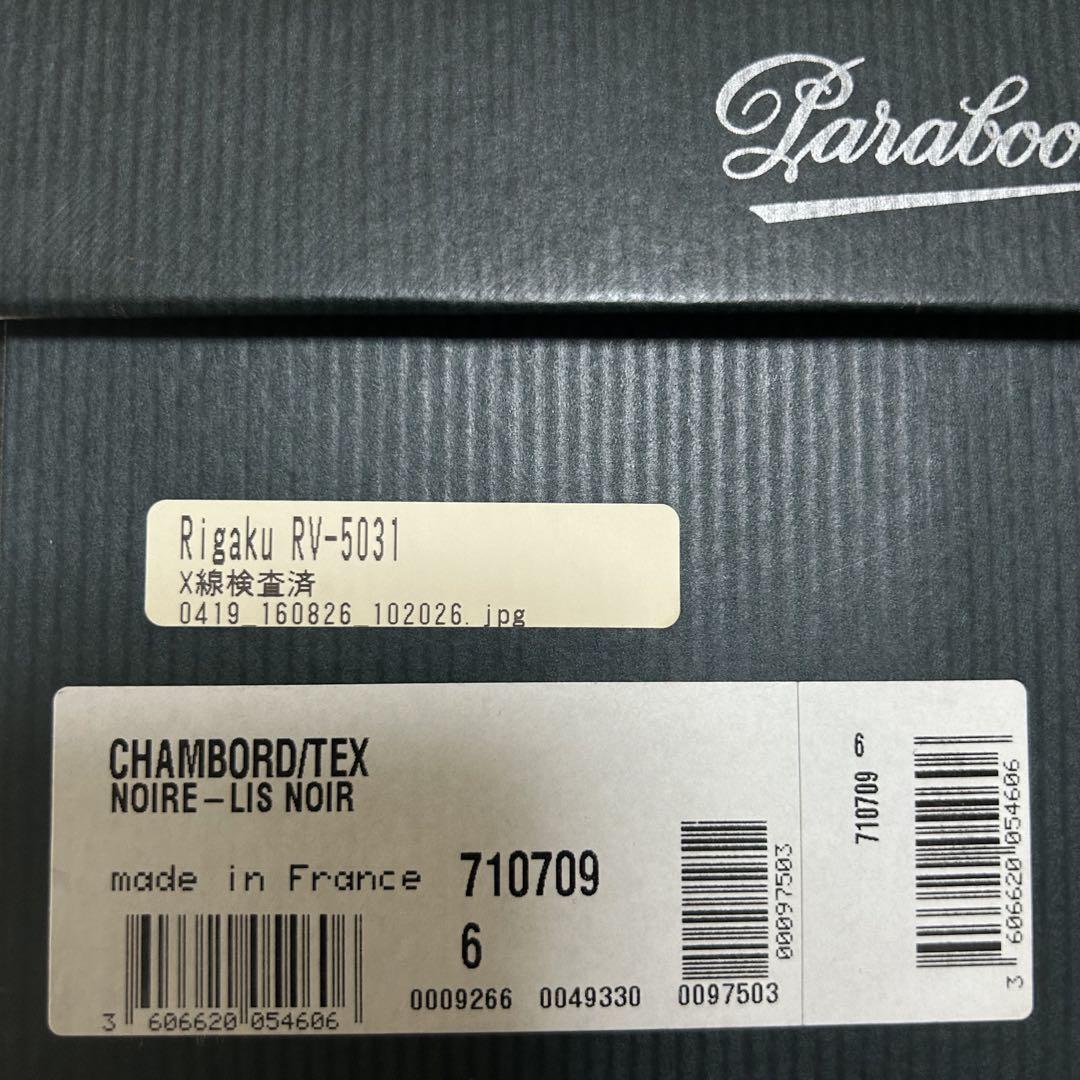 Paraboo
Rigaku RV-5031
X線検査済
0419_160826_102026.jpg
CHAMBORD/TEX
NOIRE–LIS NOIR
made in France 710709
6
0009266 0049330 0097503
3 606620 054606
00097503
710709 6
3 606620 054606